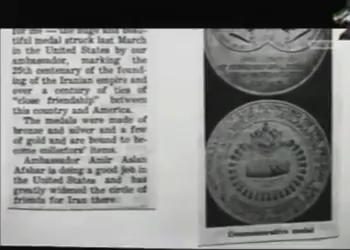 for me — the huge and beau-
tiful medal struck last March
in the United States by our
ambassador, marking the
25th centenary of the found-
ing of the Iranian empire and
over a century of ties of
"close friendship" between
this country and America.
The medals were made of
bronze and silver and a few
of gold and are bound to be-
come collectors' items.
Ambassador Amir Aslan
Afshar is doing a good job in
the United States and has
greatly widened the circle of
friends for Iran there.
Commemorative medal